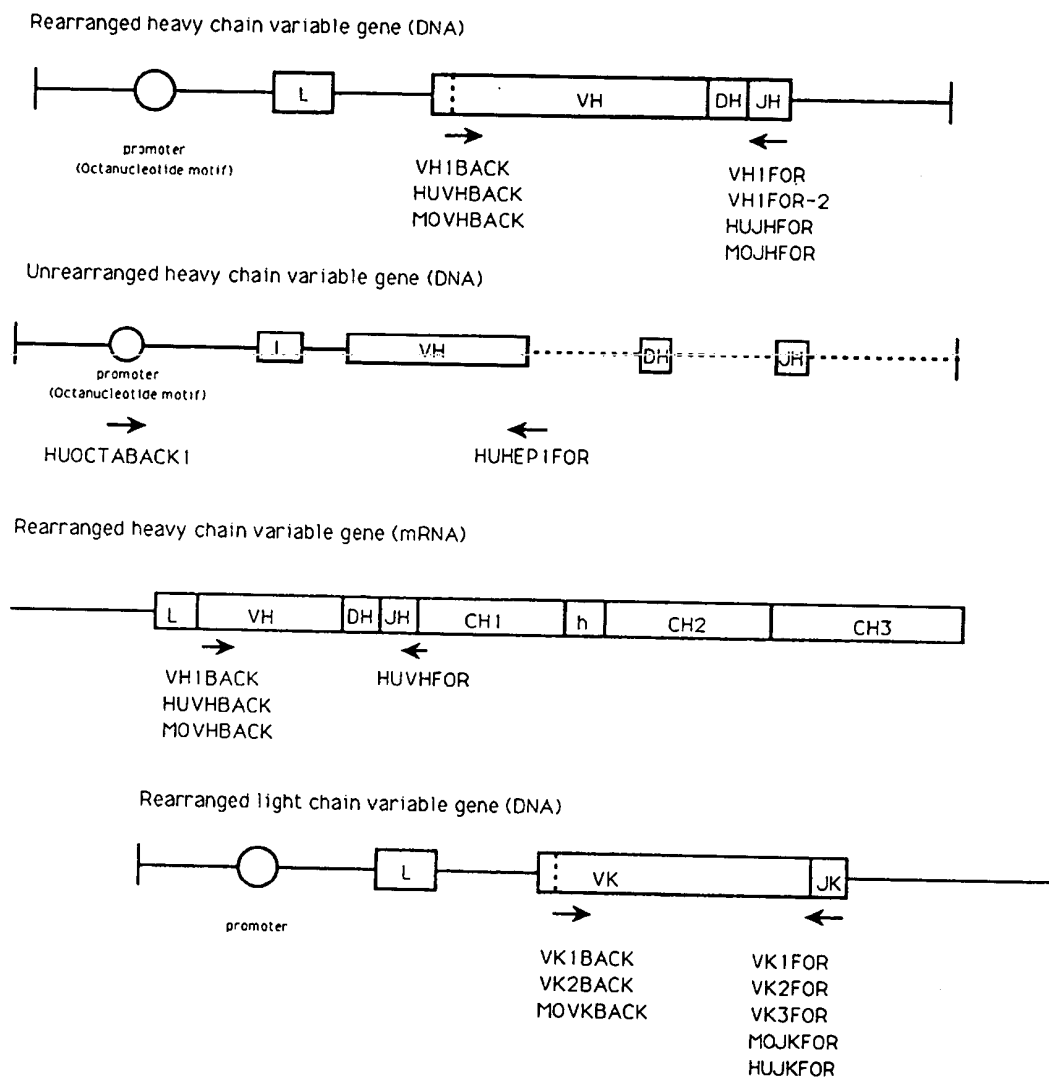 Rearranged heavy chain variable gene (DNA)
L
VH
DH
JH
promoter
(Octanucleotide motif)
VH1BACK
HUVHBACK
MOVHBACK
VH1FOR
VH1FOR-2
HUJHFOR
MOJHFOR
Unrearranged heavy chain variable gene (DNA)
L
VH
DH
JH
promoter
(Octanucleotide motif)
HUOCTABACK1
HUHEP1FOR
Rearranged heavy chain variable gene (mRNA)
L
VH
DH
JH
CH1
h
CH2
CH3
VH1BACK
HUVHBACK
MOVHBACK
HUVHFOR
Rearranged light chain variable gene (DNA)
L
VK
JK
promoter
VK1BACK
VK2BACK
MOVKBACK
VK1FOR
VK2FOR
VK3FOR
MOJKFOR
HUJKFOR